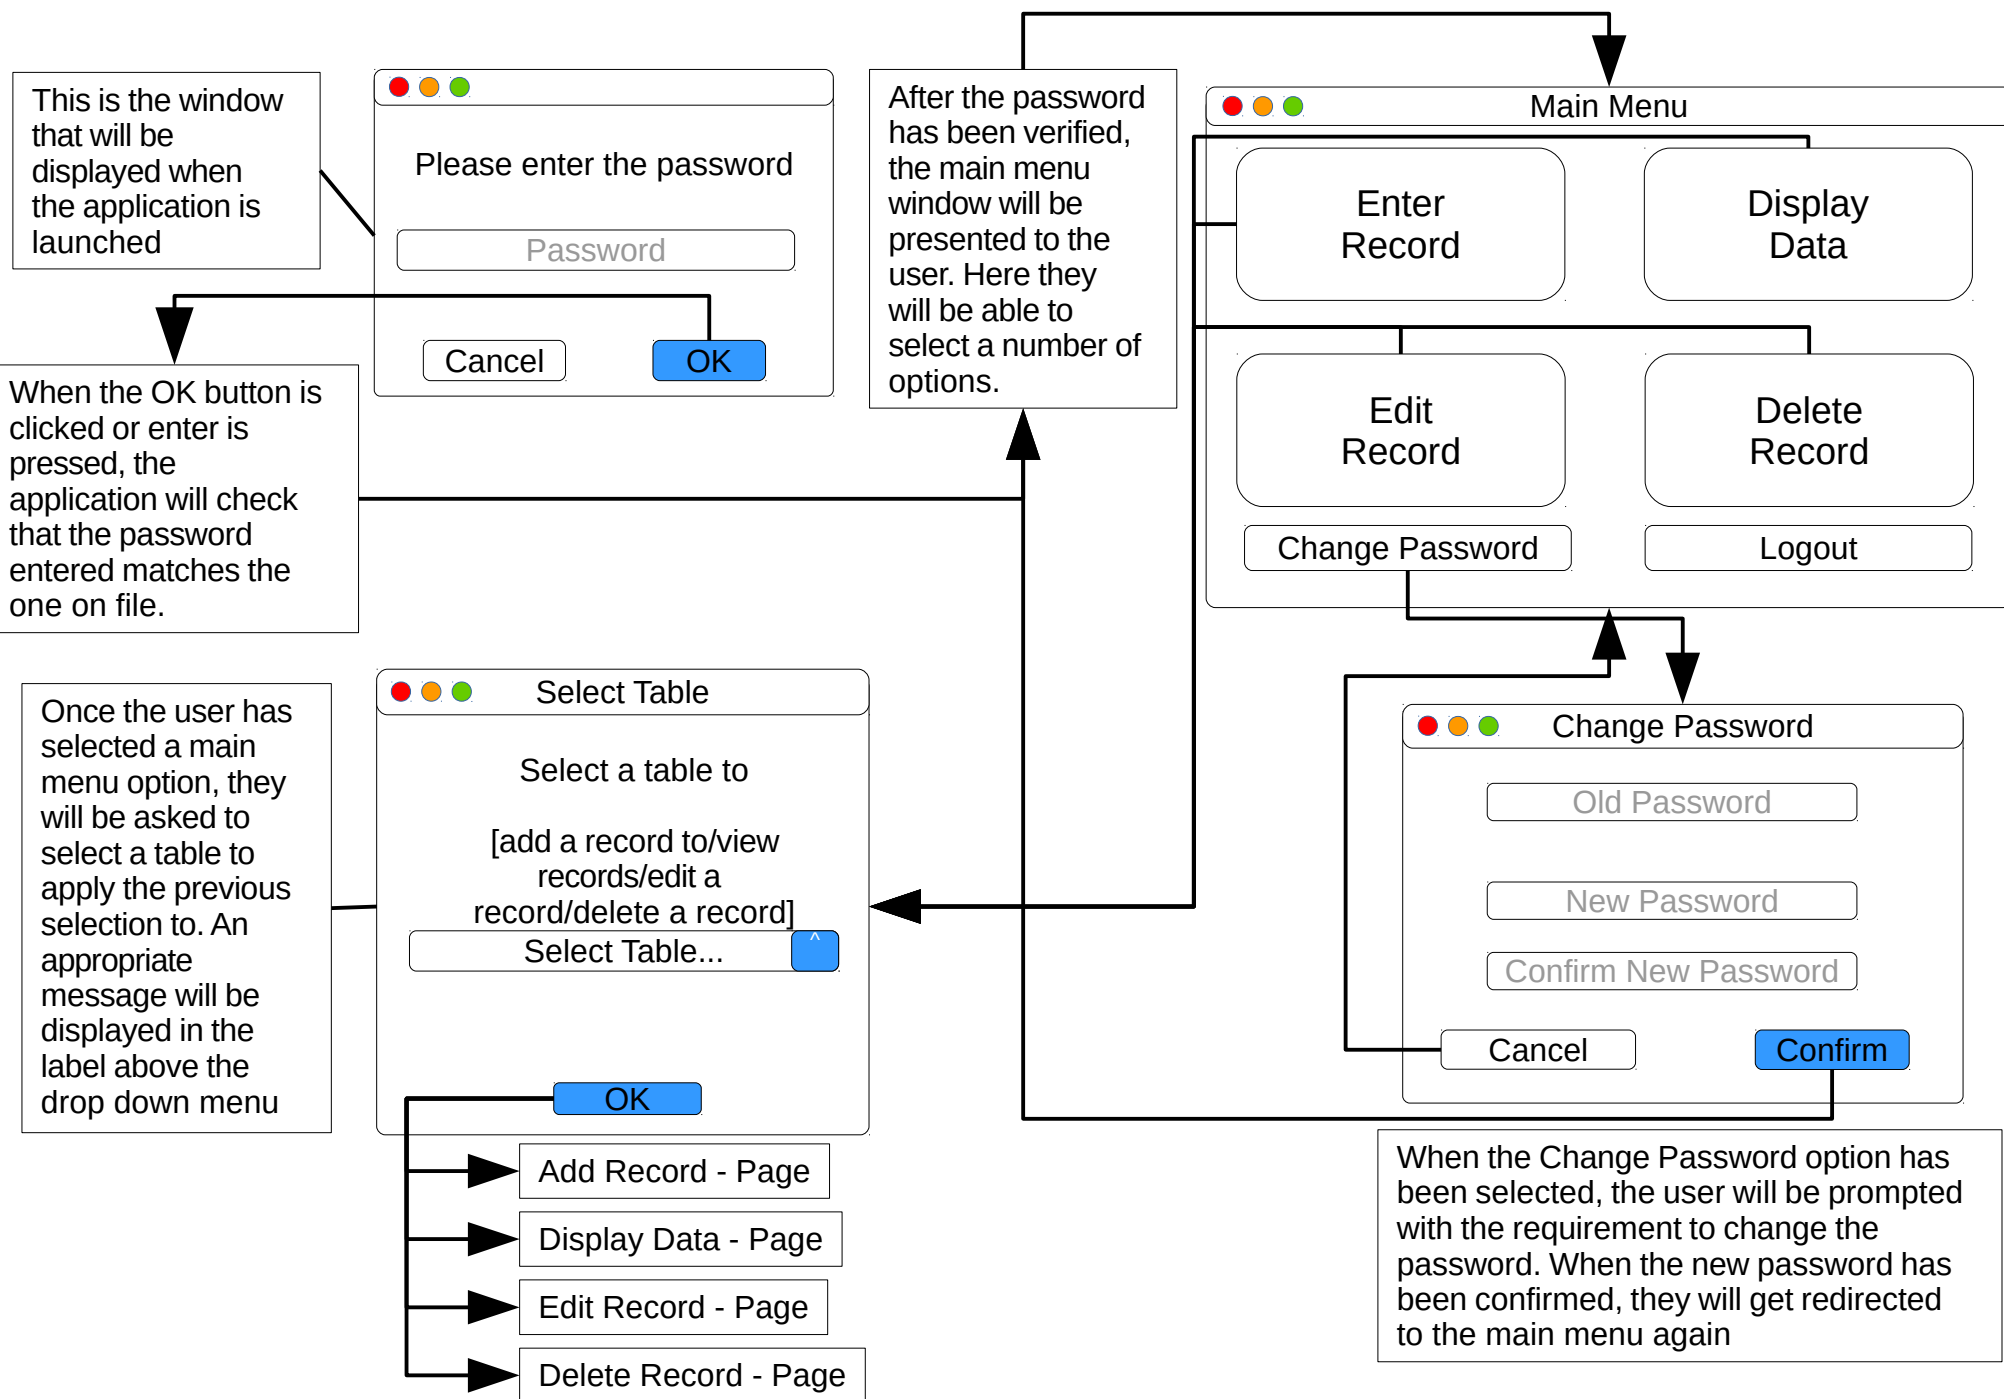 This is the window
that will be
displayed when
the application is
launched
Please enter the password
Password
Cancel
OK
When the OK button is
clicked or enter is
pressed, the
application will check
that the password
entered matches the
one on file.
After the password
has been verified,
the main menu
window will be
presented to the
user. Here they
will be able to
select a number of
options.
Main Menu
Enter
Record
Display
Data
Edit
Record
Delete
Record
Change Password
Logout
Once the user has
selected a main
menu option, they
will be asked to
select a table to
apply the previous
selection to. An
appropriate
message will be
displayed in the
label above the
drop down menu
Select Table
Select a table to
[add a record to/view
records/edit a
record/delete a record]
Select Table...
^
OK
Add Record - Page
Display Data - Page
Edit Record - Page
Delete Record - Page
Change Password
Old Password
New Password
Confirm New Password
Cancel
Confirm
When the Change Password option has
been selected, the user will be prompted
with the requirement to change the
password. When the new password has
been confirmed, they will get redirected
to the main menu again